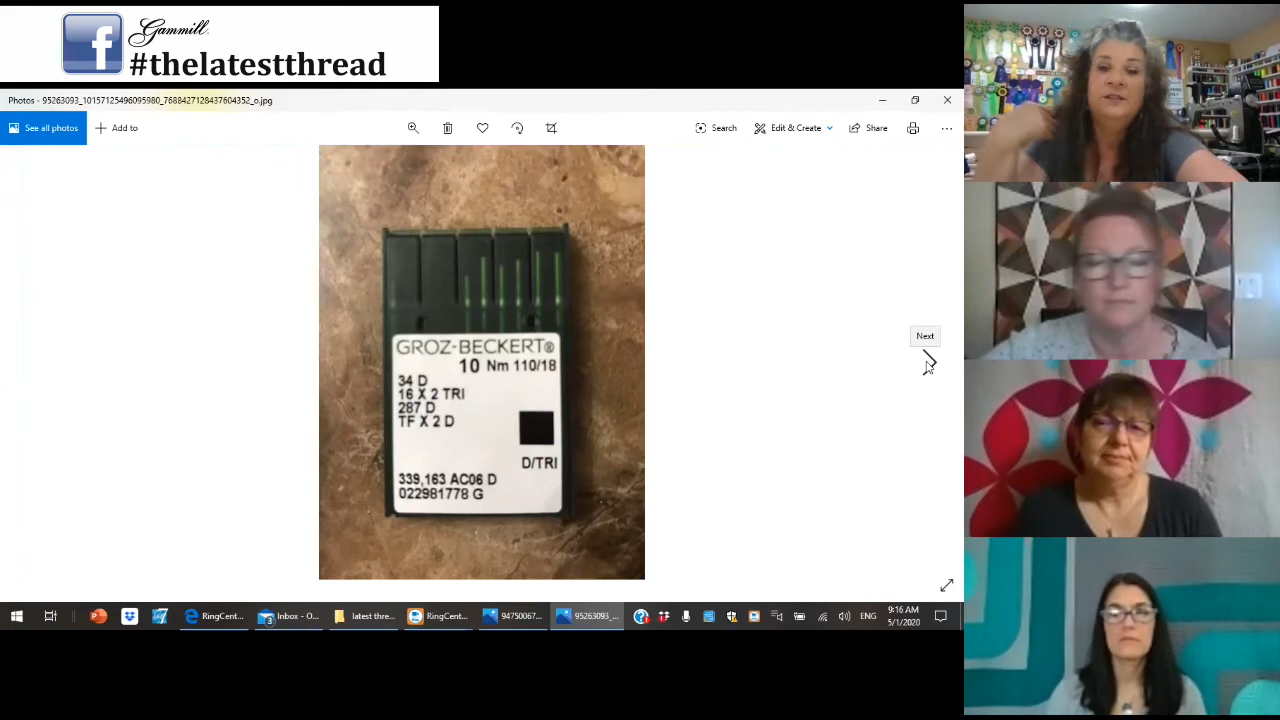 Gammill
#thelatestthread
Photos - 95263093_10157125496095980_7688427128437604352_o.jpg
See all photos
Add to
Search
Edit & Create
Share
GROZ-BECKERT®
10 Nm 110/18
34 D
16 X 2 TRI
287 D
TF X 2 D
D/TRI
339,163 AC06 D
022981778 G
Next
RingCent...
Inbox - O...
latest thre...
RingCent...
94750067...
95263093_...
ENG
9:16 AM
5/1/2020